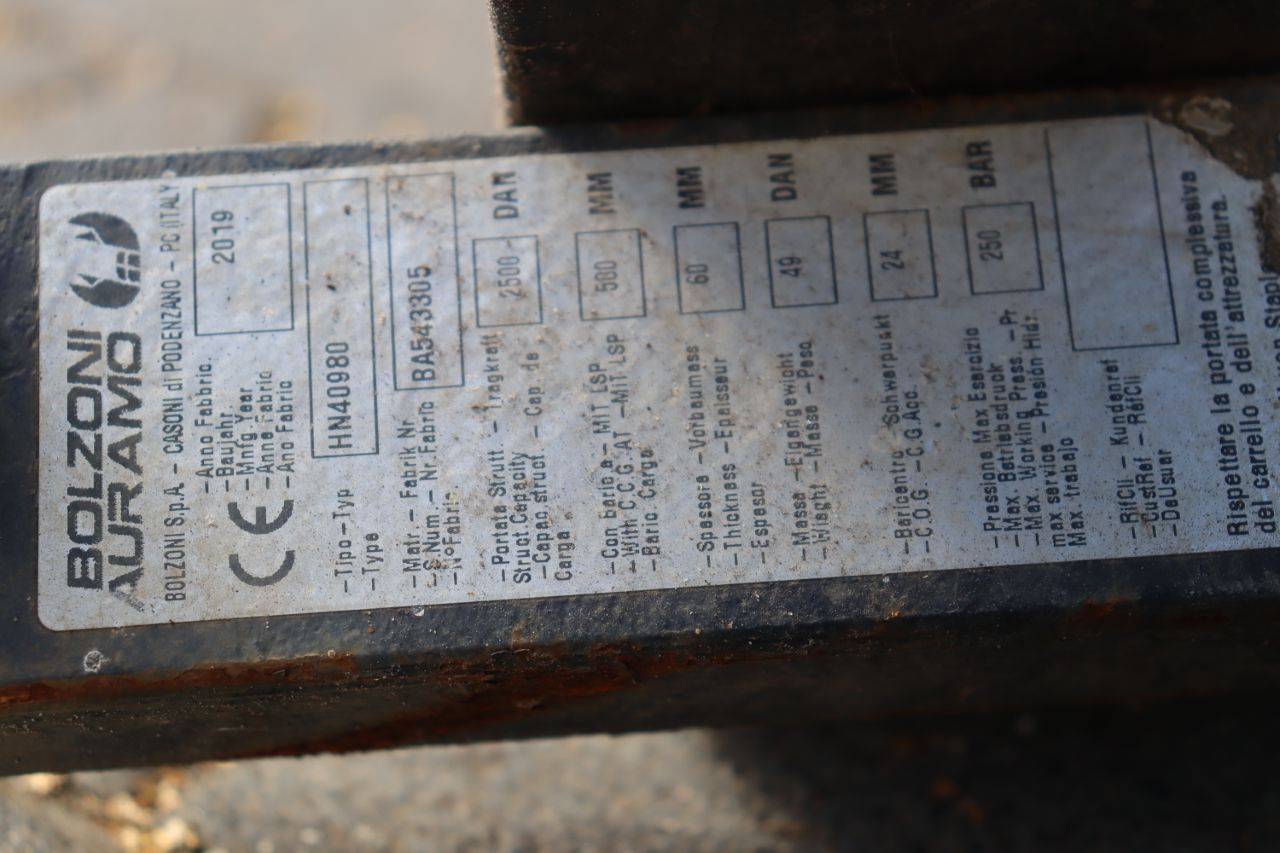 BOLZONI
AURAMO
BOLZONI S.p.A - CASONI di PODENZANO - PC (ITALY
CE
-Anno Fabbric.
-Baujahr
-Mnfg Year
-Anne Fabric
-Ano Fabric
2019
-Tipo -Typ
-Type
HN40980
-Matr. - Fabrik Nr
-S.Num. - Nr.Fabric
-N°Fabric
BA543305
-Portata Strutt. - Tragkraft
Struct Capacity
-Capac.struct. - Cap. de
Carga
2500
DAN
-Con baric a - MIT LSP
-With C.C.G. AT -MIT LSP
-Baric. Carga
500
MM
-Spessore -Vorbaumass
-Thickness -Epaisseur
-Espesor
60
MM
-Massa -Eigengewicht
-Wieght -Masse -Peso
49
DAN
-Baricentro -Schwerpunkt
-C.O.G. -C.G.Acc.
24
MM
-Pressione Max Esercizio
-Max. Betriebsdruck
-Max. Working Press. -Pr
max service -Presión Hidr.
Max. trabajo
250
BAR
-RifCli - Kundenref
-CustRef - RéfCli
-DeUsuar
Rispettare la portata complessiva
del carrello e dell'attrezzatura.